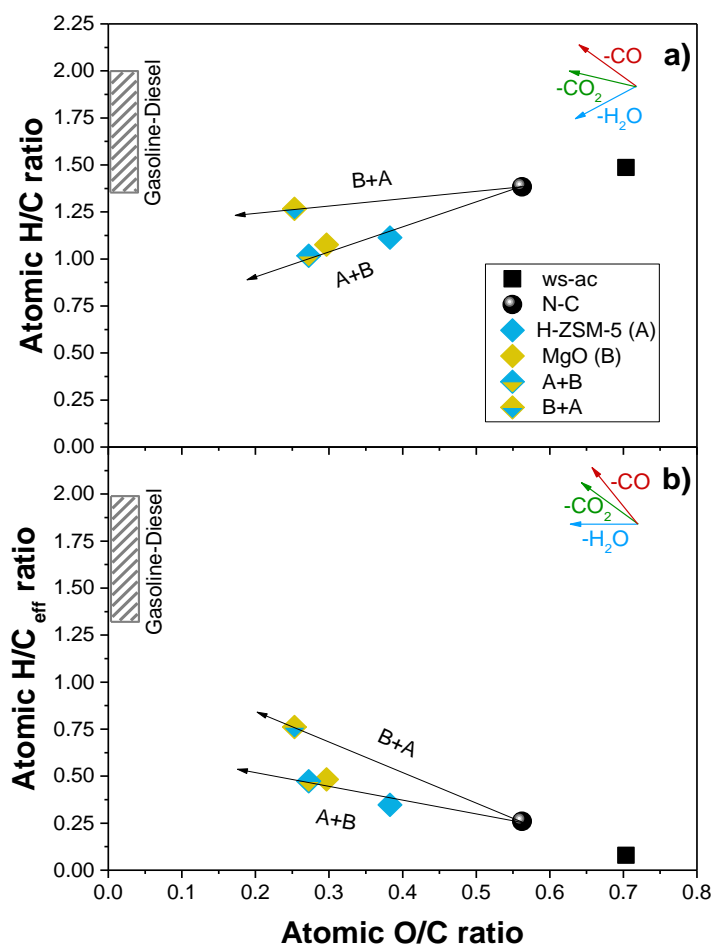 2.25
2.00
1.75
1.50
1.25
1.00
0.75
0.50
0.25
0.00
Atomic H/C ratio
Gasoline-Diesel
a)
-CO
-CO2
-H2O
B+A
A+B
ws-ac
N-C
H-ZSM-5 (A)
MgO (B)
A+B
B+A
2.00
1.75
1.50
1.25
1.00
0.75
0.50
0.25
0.00
Atomic H/Ceff ratio
Gasoline-Diesel
b)
-CO
-CO2
-H2O
B+A
A+B
0.0 0.1 0.2 0.3 0.4 0.5 0.6 0.7 0.8
Atomic O/C ratio